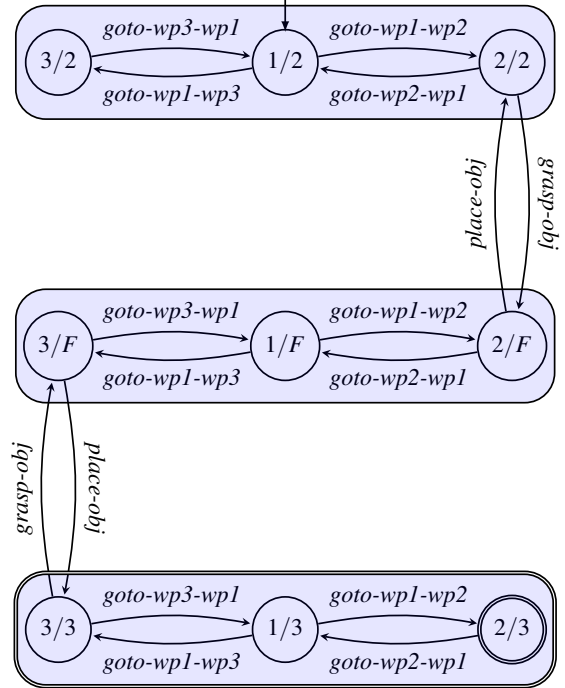 goto-wp3-wp1 goto-wp1-wp2
3/2 1/2 2/2
goto-wp1-wp3 goto-wp2-wp1
place-obj grasp-obj
goto-wp3-wp1 goto-wp1-wp2
3/F 1/F 2/F
goto-wp1-wp3 goto-wp2-wp1
grasp-obj place-obj
goto-wp3-wp1 goto-wp1-wp2
3/3 1/3 2/3
goto-wp1-wp3 goto-wp2-wp1